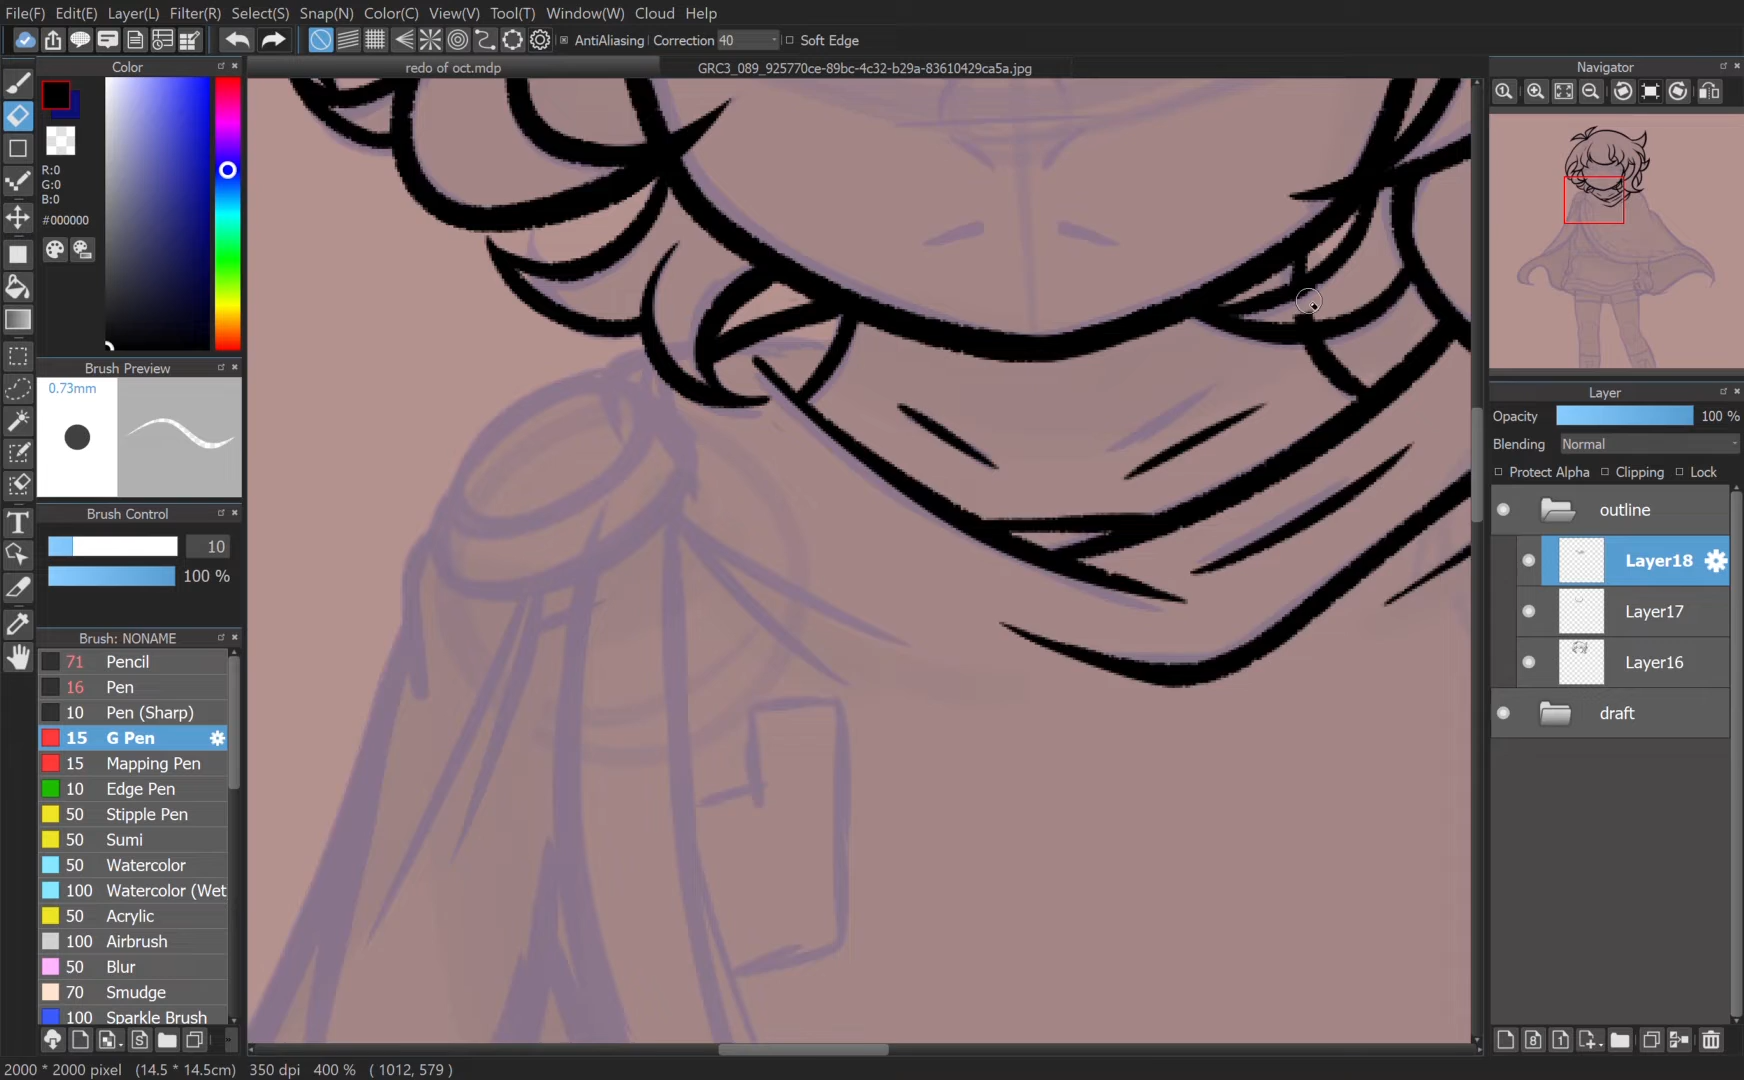 File(F) Edit(E) Layer(L) Filter(R) Select(S) Snap(N) Color(C) View(V) Tool(T) Window(W) Cloud Help
AntiAliasing Correction 40 Soft Edge
Color
redo of oct.mdp
GRC3_089_925770ce-89bc-4c32-b29a-83610429ca5a.jpg
Navigator
R:0
G:0
B:0
#000000
Brush Preview
0.73mm
Brush Control
10
100 %
Brush: NONAME
71 Pencil
16 Pen
10 Pen (Sharp)
15 G Pen
15 Mapping Pen
10 Edge Pen
50 Stipple Pen
50 Sumi
50 Watercolor
100 Watercolor (Wet
50 Acrylic
100 Airbrush
50 Blur
70 Smudge
100 Sparkle Brush
Layer
Opacity 100 %
Blending Normal
Protect Alpha Clipping Lock
outline
Layer18
Layer17
Layer16
draft
2000 * 2000 pixel (14.5 * 14.5cm) 350 dpi 400 % ( 1012, 579 )